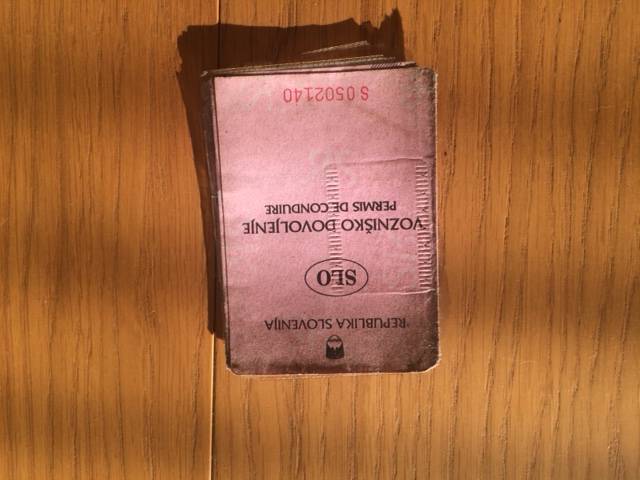 REPUBLIKA SLOVENIJA
SLO
VOZNIŠKO DOVOLJENJE
PERMIS DE CONDUIRE
S 0502140